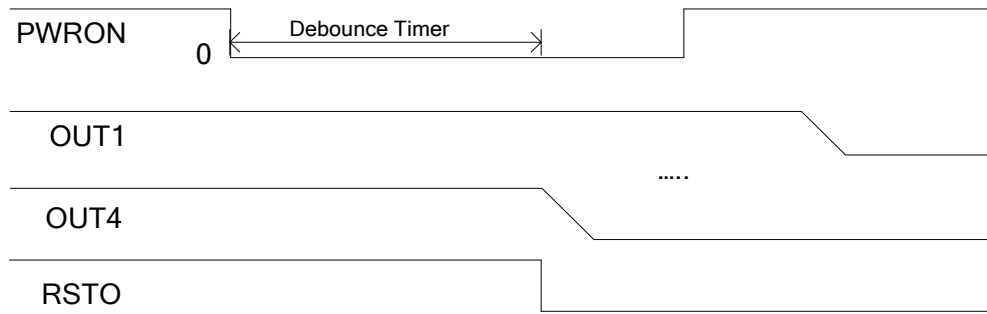 PWRON
Debounce Timer
0
OUT1
.....
OUT4
RSTO